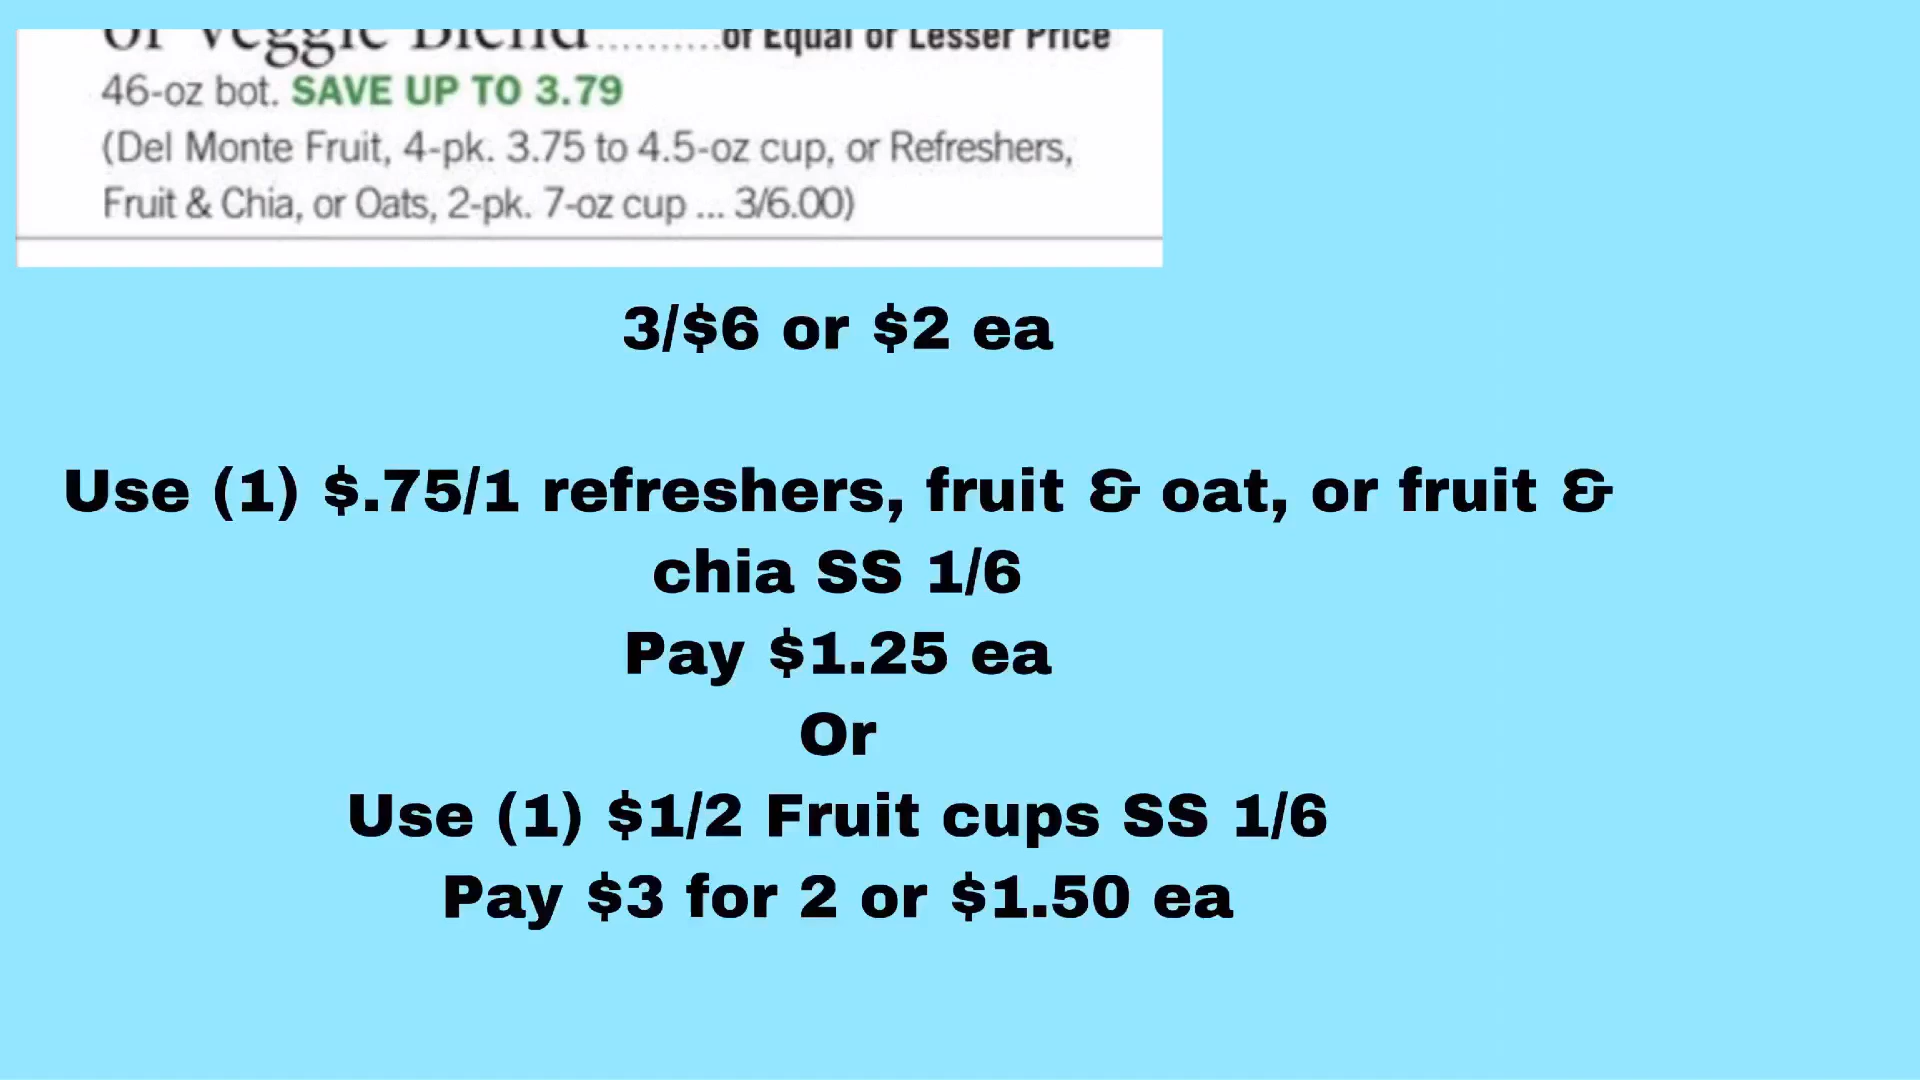 or Veggie Blend..........of Equal or Lesser Price
46-oz bot. SAVE UP TO 3.79
(Del Monte Fruit, 4-pk. 3.75 to 4.5-oz cup, or Refreshers,
Fruit & Chia, or Oats, 2-pk. 7-oz cup ... 3/6.00)
3/$6 or $2 ea
Use (1) $.75/1 refreshers, fruit & oat, or fruit &
chia SS 1/6
Pay $1.25 ea
Or
Use (1) $1/2 Fruit cups SS 1/6
Pay $3 for 2 or $1.50 ea